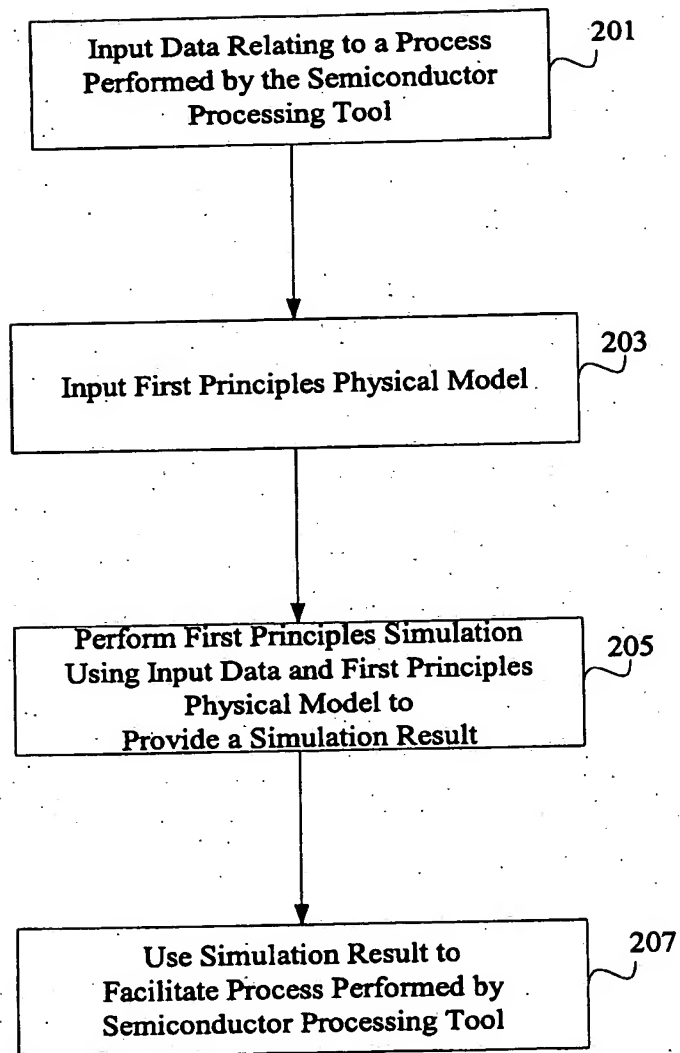 Input Data Relating to a Process
Performed by the Semiconductor
Processing Tool
201
Input First Principles Physical Model
203
Perform First Principles Simulation
Using Input Data and First Principles
Physical Model to
Provide a Simulation Result
205
Use Simulation Result to
Facilitate Process Performed by
Semiconductor Processing Tool
207